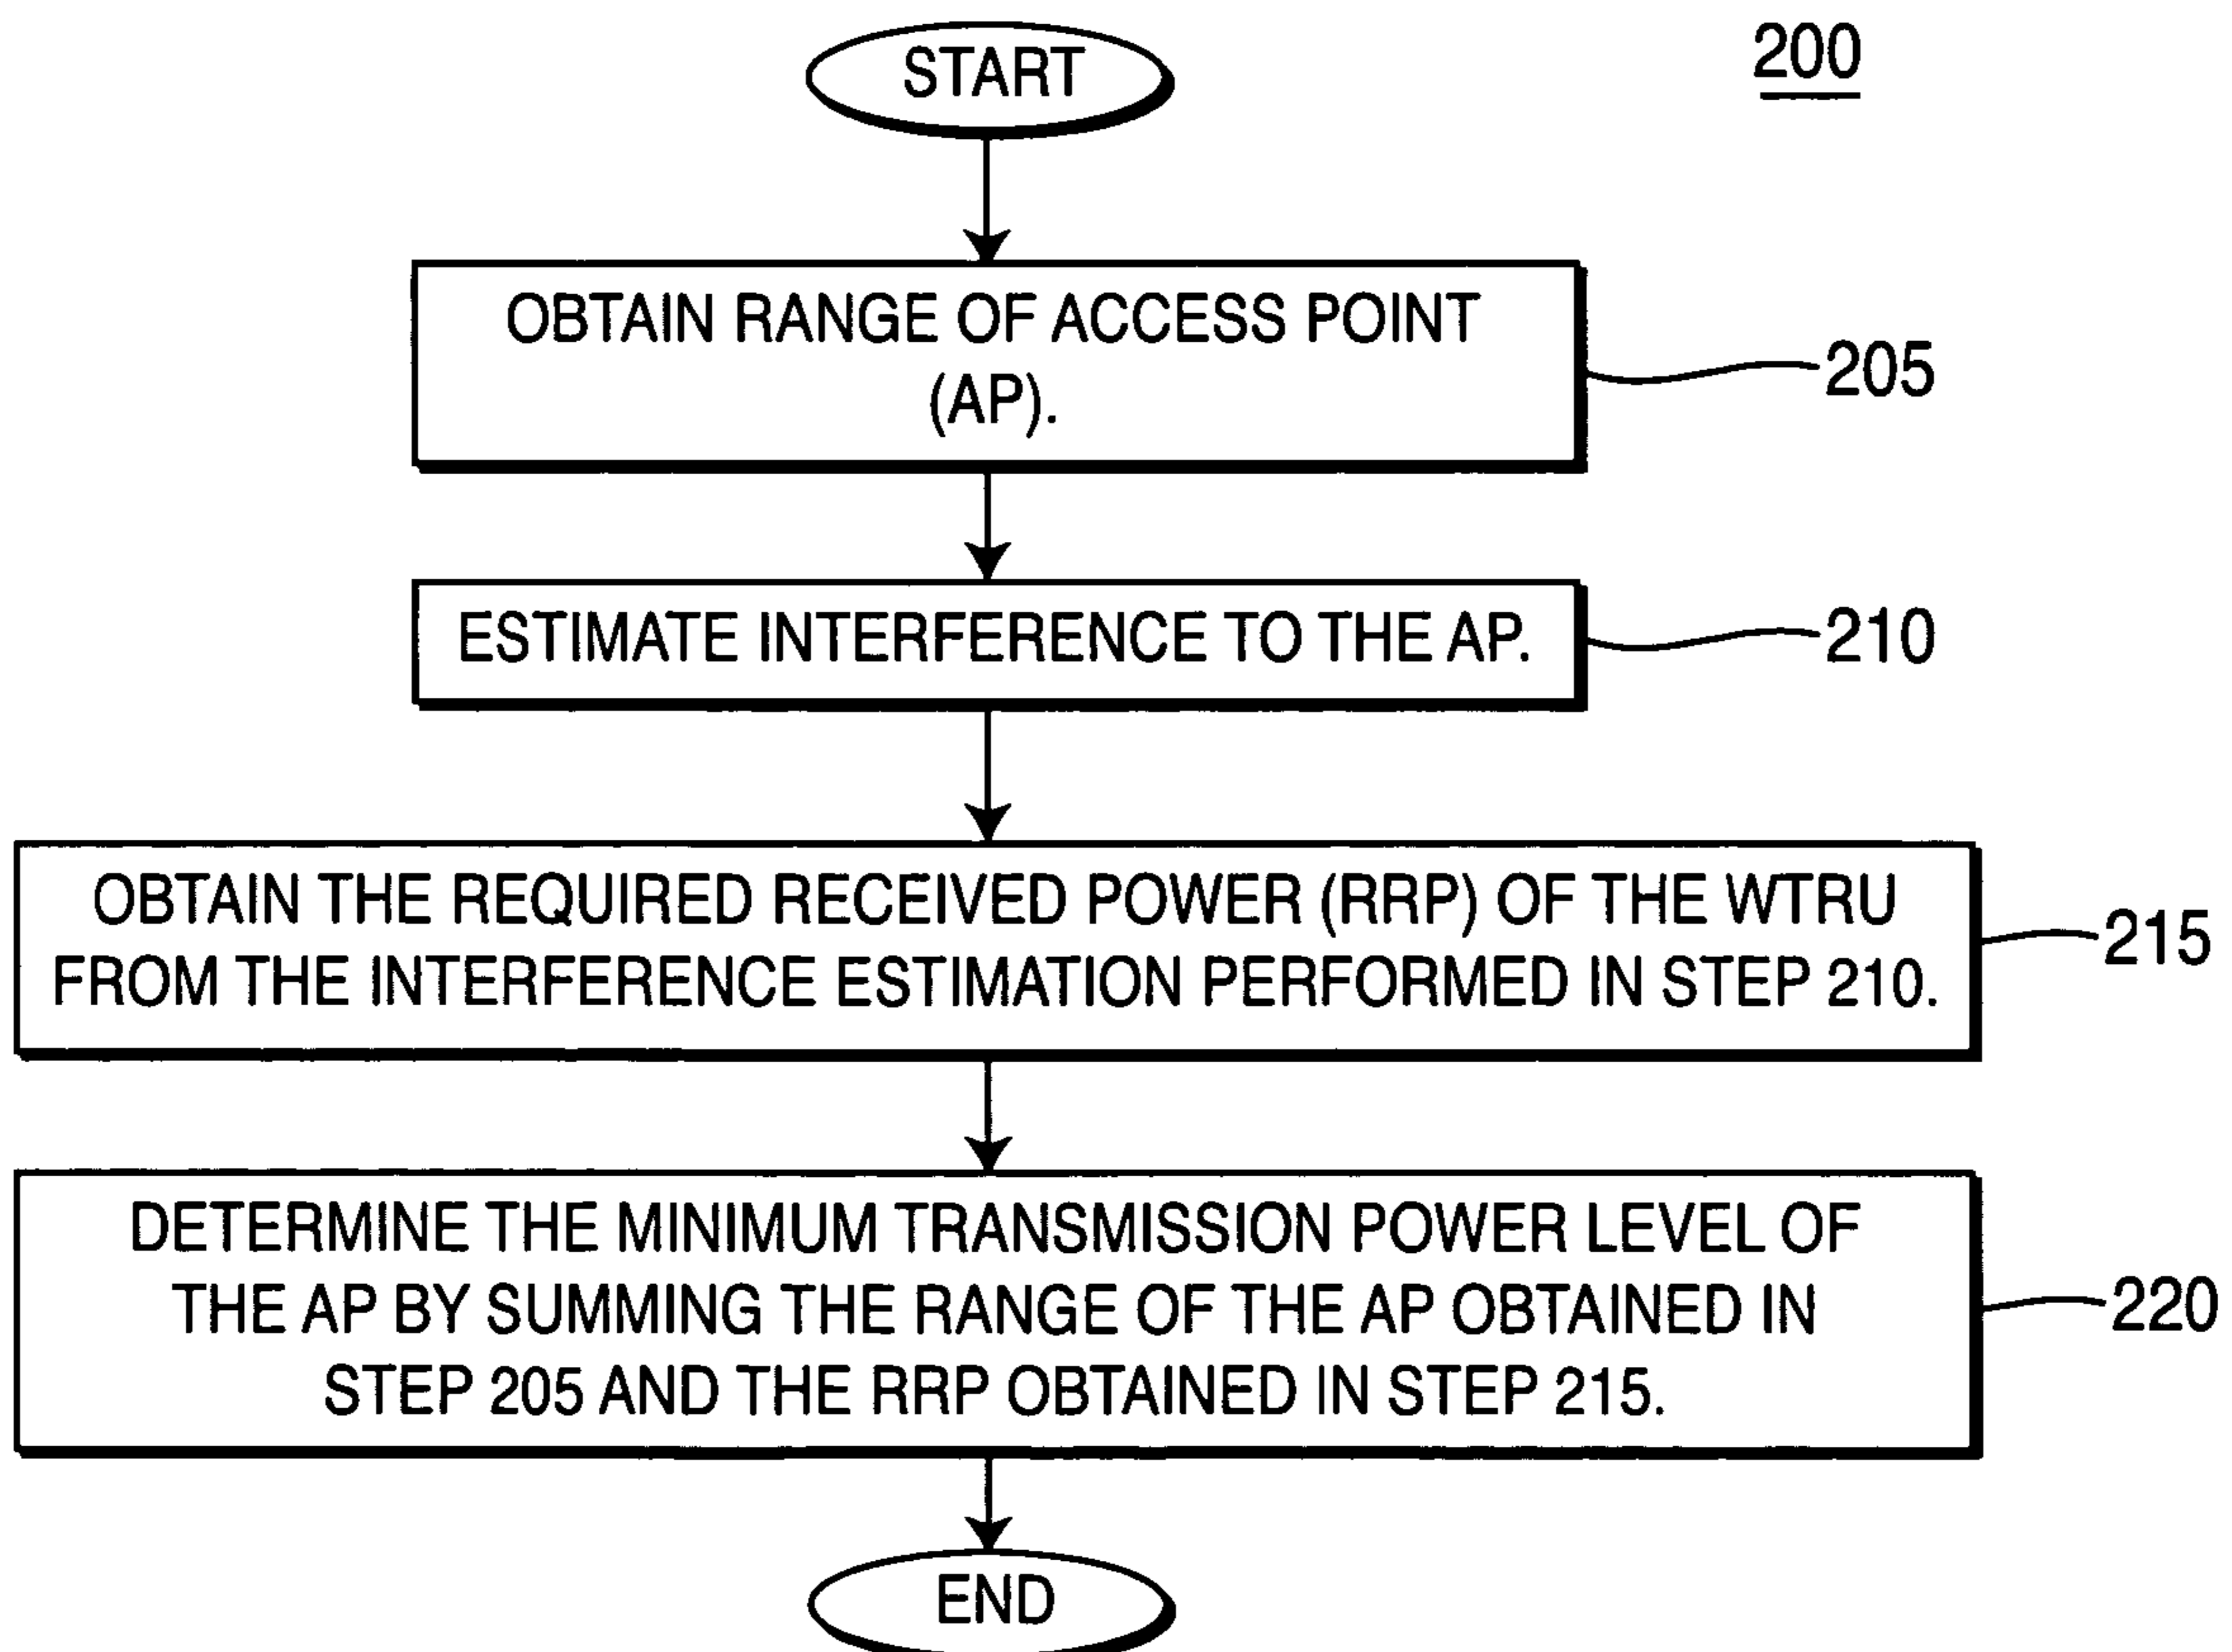 START
200
OBTAIN RANGE OF ACCESS POINT
(AP).
205
ESTIMATE INTERFERENCE TO THE AP.
210
OBTAIN THE REQUIRED RECEIVED POWER (RRP) OF THE WTRU
FROM THE INTERFERENCE ESTIMATION PERFORMED IN STEP 210.
215
DETERMINE THE MINIMUM TRANSMISSION POWER LEVEL OF
THE AP BY SUMMING THE RANGE OF THE AP OBTAINED IN
STEP 205 AND THE RRP OBTAINED IN STEP 215.
220
END